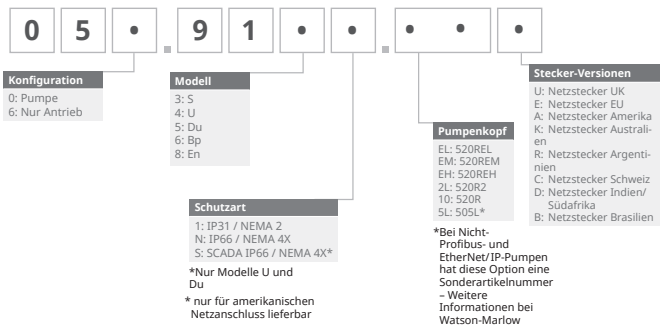 0 5 • . 9 1 • • . • • •
Konfiguration
0: Pumpe
6: Nur Antrieb
Modell
3: S
4: U
5: Du
6: Bp
8: En
Schutzart
1: IP31 / NEMA 2
N: IP66 / NEMA 4X
S: SCADA IP66 / NEMA 4X*
*Nur Modelle U und
Du
* nur für amerikanischen
Netzanschluss lieferbar
Pumpenkopf
EL: 520REL
EM: 520REM
EH: 520REH
2L: 520R2
10: 520R
5L: 505L*
*Bei Nicht-
Profibus- und
EtherNet/IP-Pumpen
hat diese Option eine
Sonderartikelnummer
– Weitere
Informationen bei
Watson-Marlow
Stecker-Versionen
U: Netzstecker UK
E: Netzstecker EU
A: Netzstecker Amerika
K: Netzstecker Australi-
en
R: Netzstecker Argenti-
nien
C: Netzstecker Schweiz
D: Netzstecker Indien/
Südafrika
B: Netzstecker Brasilien